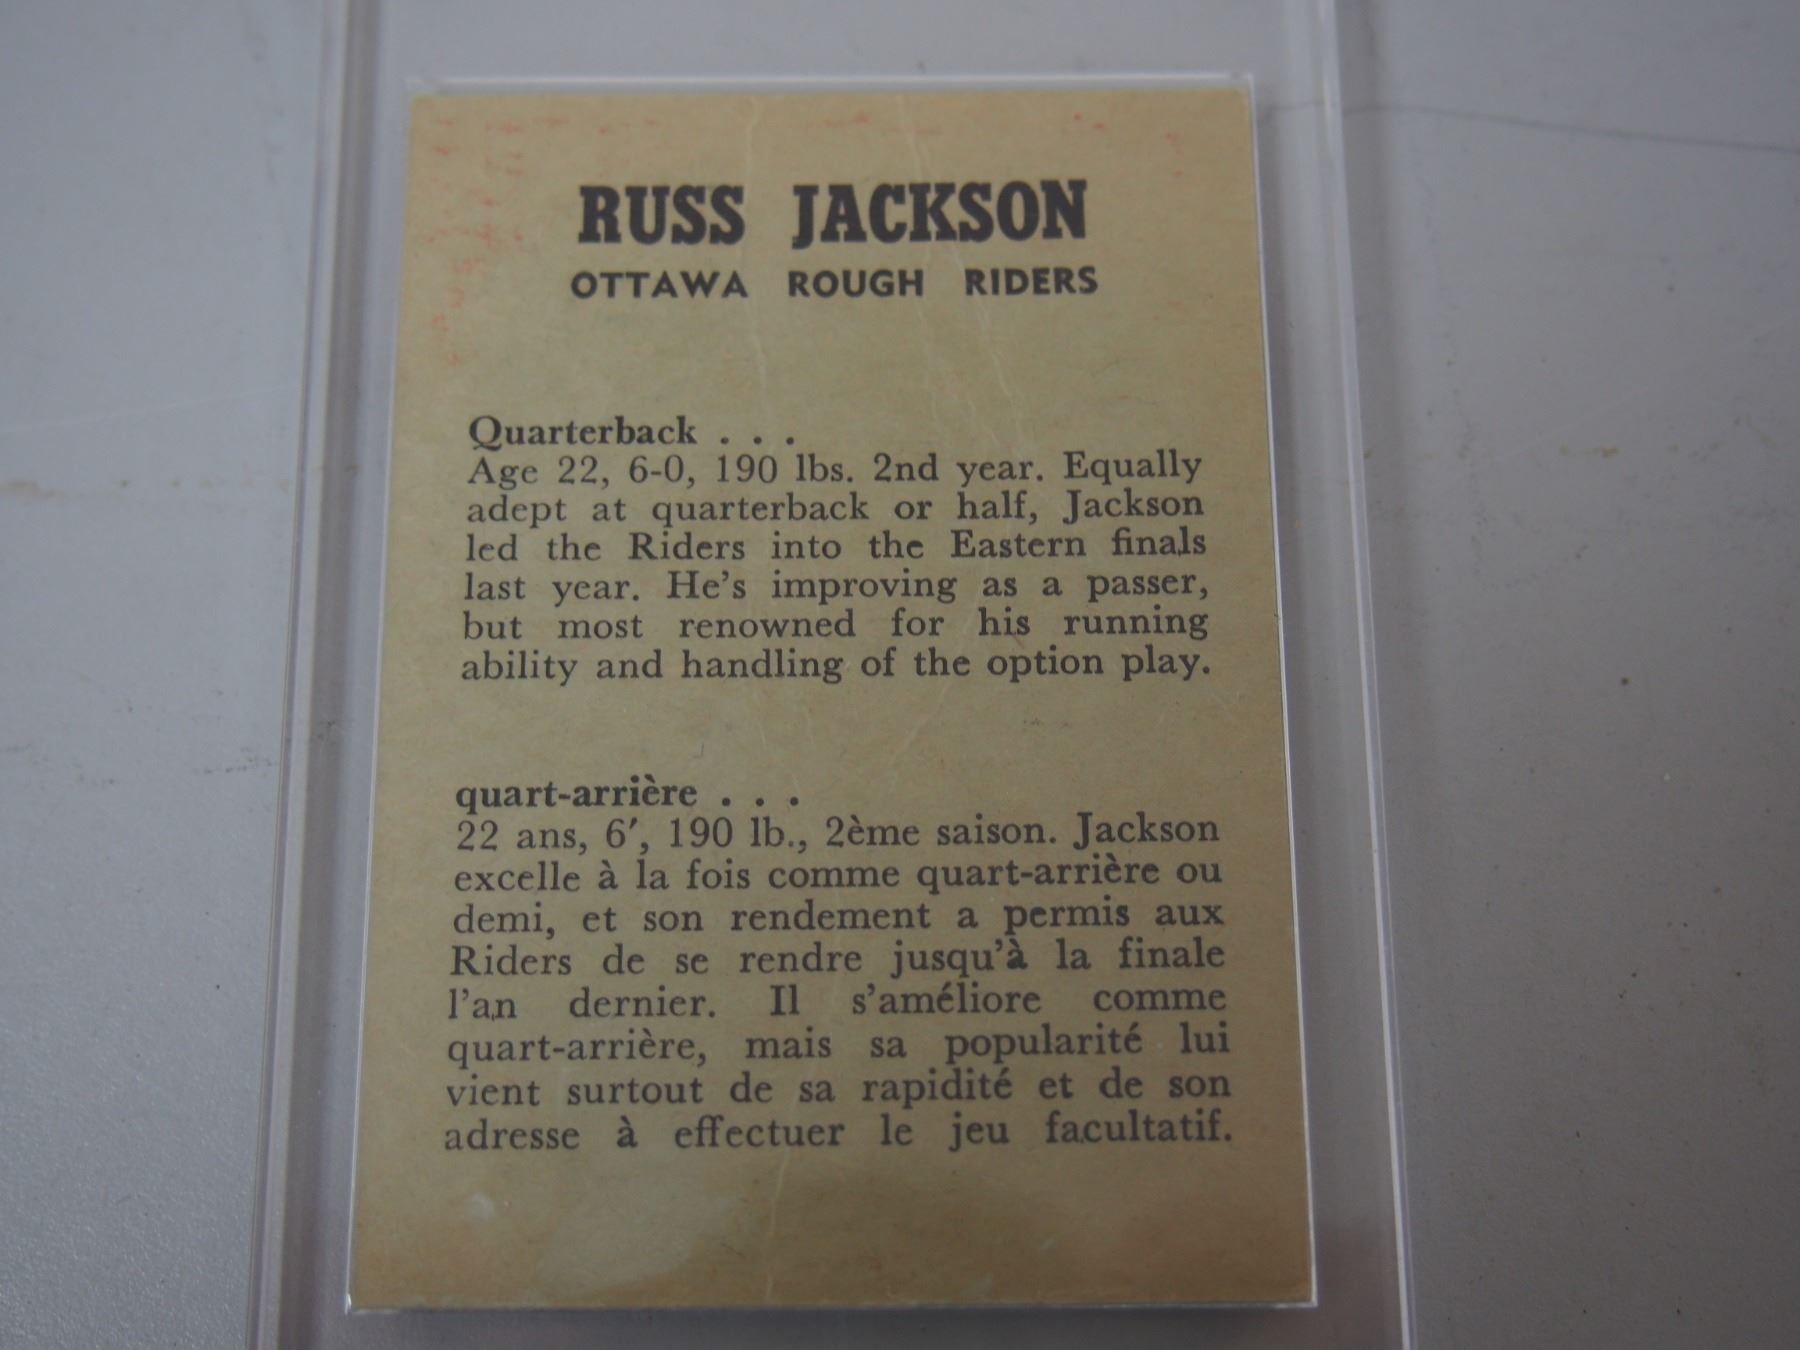 RUSS JACKSON
OTTAWA ROUGH RIDERS
Quarterback . . .
Age 22, 6-0, 190 lbs. 2nd year. Equally
adept at quarterback or half, Jackson
led the Riders into the Eastern finals
last year. He's improving as a passer,
but most renowned for his running
ability and handling of the option play.
quart-arrière . . .
22 ans, 6′, 190 lb., 2ème saison. Jackson
excelle à la fois comme quart-arrière ou
demi, et son rendement a permis aux
Riders de se rendre jusqu'à la finale
l'an dernier. Il s'améliore comme
quart-arrière, mais sa popularité lui
vient surtout de sa rapidité et de son
adresse à effectuer le jeu facultatif.